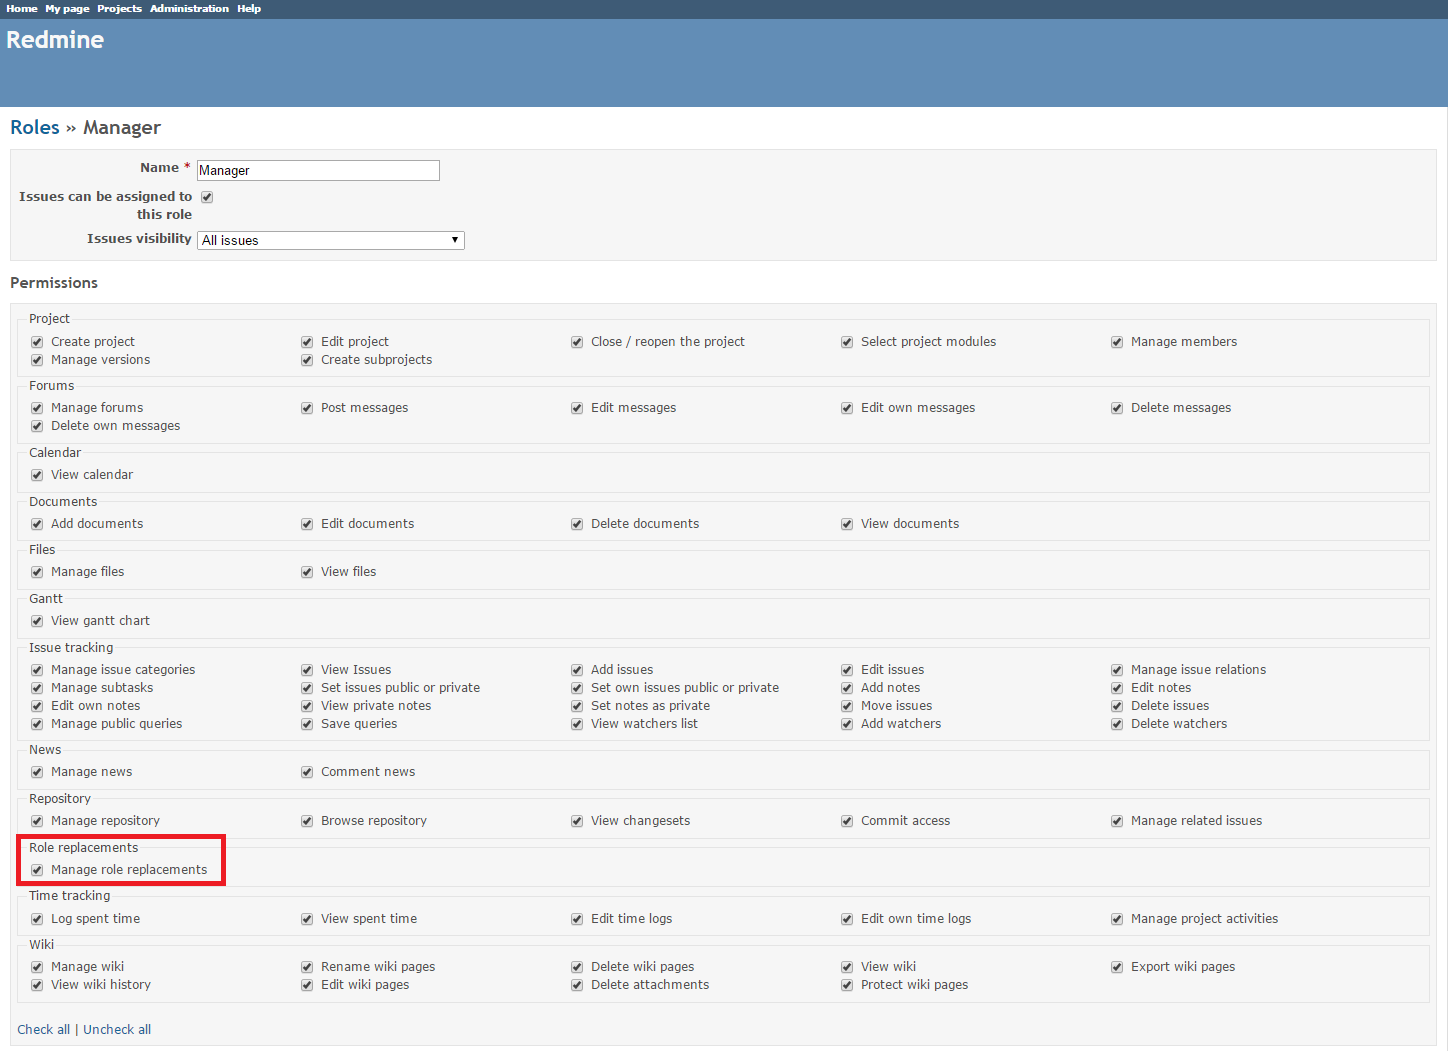 Home My page Projects Administration Help
Redmine
Roles » Manager
Name * Manager
Issues can be assigned to
this role
Issues visibility All issues
Permissions
Project
Create project Edit project Close / reopen the project Select project modules Manage members
Manage versions Create subprojects
Forums
Manage forums Post messages Edit messages Edit own messages Delete messages
Delete own messages
Calendar
View calendar
Documents
Add documents Edit documents Delete documents View documents
Files
Manage files View files
Gantt
View gantt chart
Issue tracking
Manage issue categories View Issues Add issues Edit issues Manage issue relations
Manage subtasks Set issues public or private Set own issues public or private Add notes Edit notes
Edit own notes View private notes Set notes as private Move issues Delete issues
Manage public queries Save queries View watchers list Add watchers Delete watchers
News
Manage news Comment news
Repository
Manage repository Browse repository View changesets Commit access Manage related issues
Role replacements
Manage role replacements
Time tracking
Log spent time View spent time Edit time logs Edit own time logs Manage project activities
Wiki
Manage wiki Rename wiki pages Delete wiki pages View wiki Export wiki pages
View wiki history Edit wiki pages Delete attachments Protect wiki pages
Check all | Uncheck all